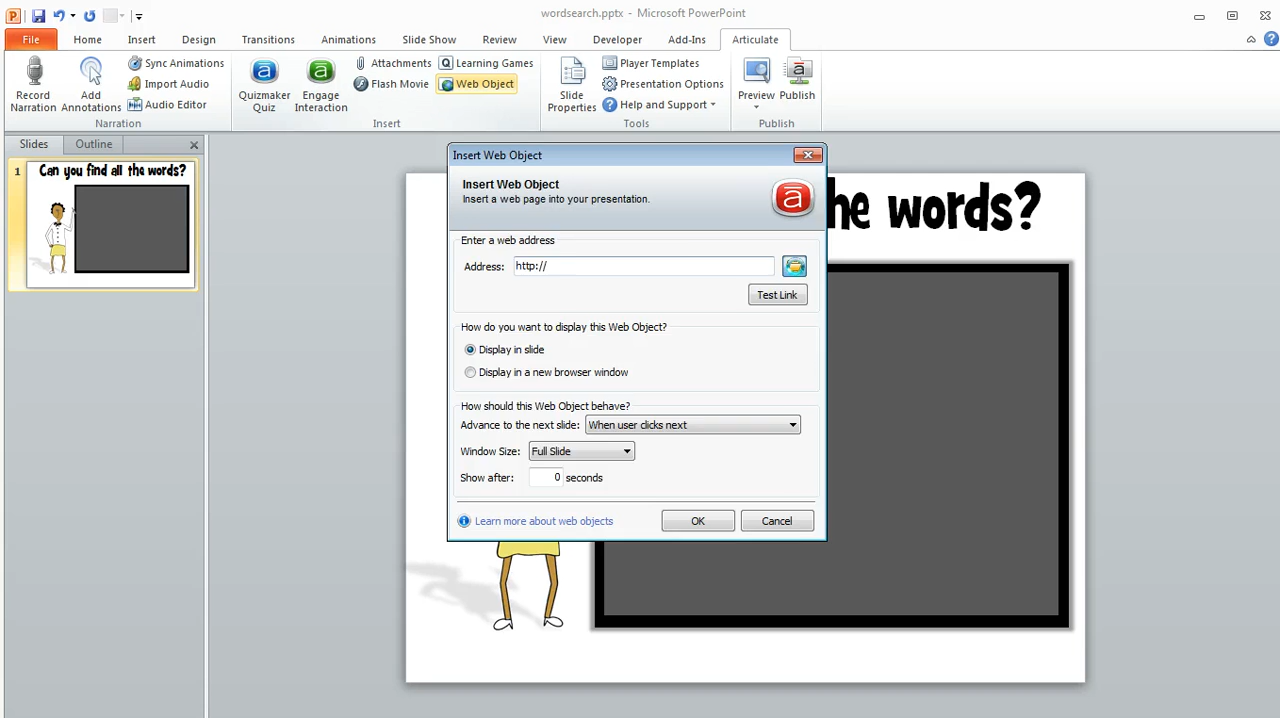 wordsearch.pptx - Microsoft PowerPoint
File Home Insert Design Transitions Animations Slide Show Review View Developer Add-Ins Articulate
Record Narration
Add Annotations
Sync Animations
Import Audio
Audio Editor
Narration
Quizmaker Quiz
Engage Interaction
Attachments
Flash Movie
Learning Games
Web Object
Insert
Slide Properties
Player Templates
Presentation Options
Help and Support
Tools
Preview
Publish
Publish
Slides Outline
1
Can you find all the words?
he words?
Insert Web Object
Insert Web Object
Insert a web page into your presentation.
Enter a web address
Address: http://
Test Link
How do you want to display this Web Object?
Display in slide
Display in a new browser window
How should this Web Object behave?
Advance to the next slide: When user clicks next
Window Size: Full Slide
Show after: 0 seconds
Learn more about web objects
OK Cancel